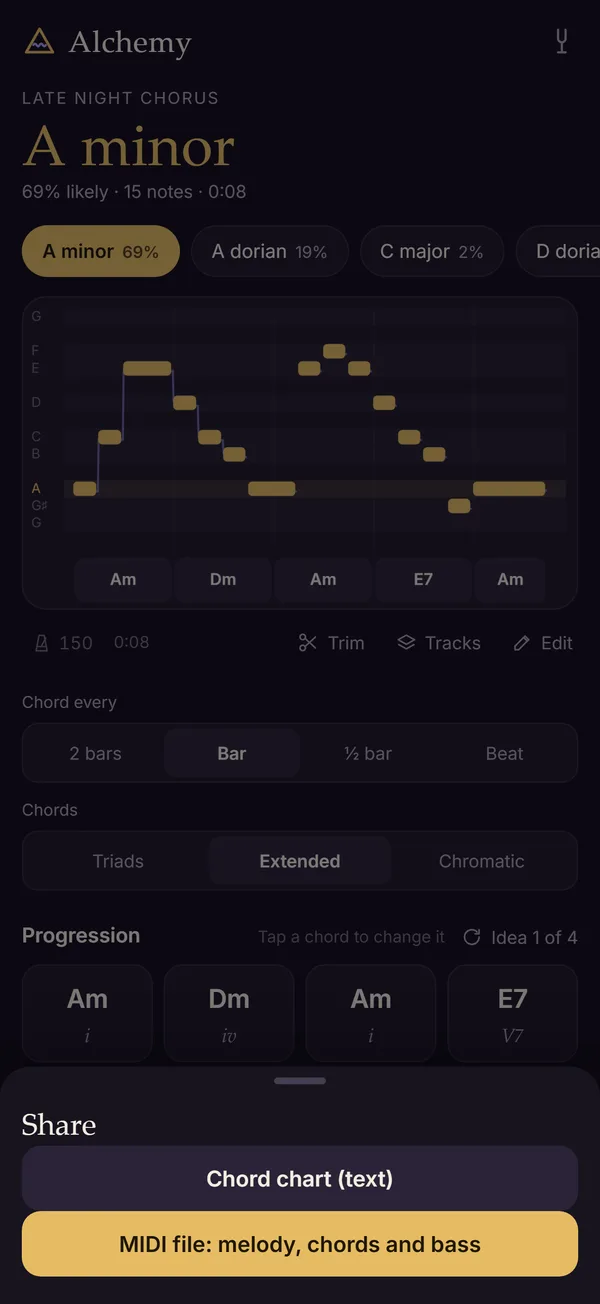 Alchemy
LATE NIGHT CHORUS
A minor
69% likely · 15 notes · 0:08
A minor 69% A dorian 19% C major 2% D doria
G
F
E
D
C
B
A
G♯
G
Am Dm Am E7 Am
150 0:08 Trim Tracks Edit
Chord every
2 bars Bar ½ bar Beat
Chords
Triads Extended Chromatic
Progression Tap a chord to change it Idea 1 of 4
Am Dm Am E7
i iv i V7
Share
Chord chart (text)
MIDI file: melody, chords and bass